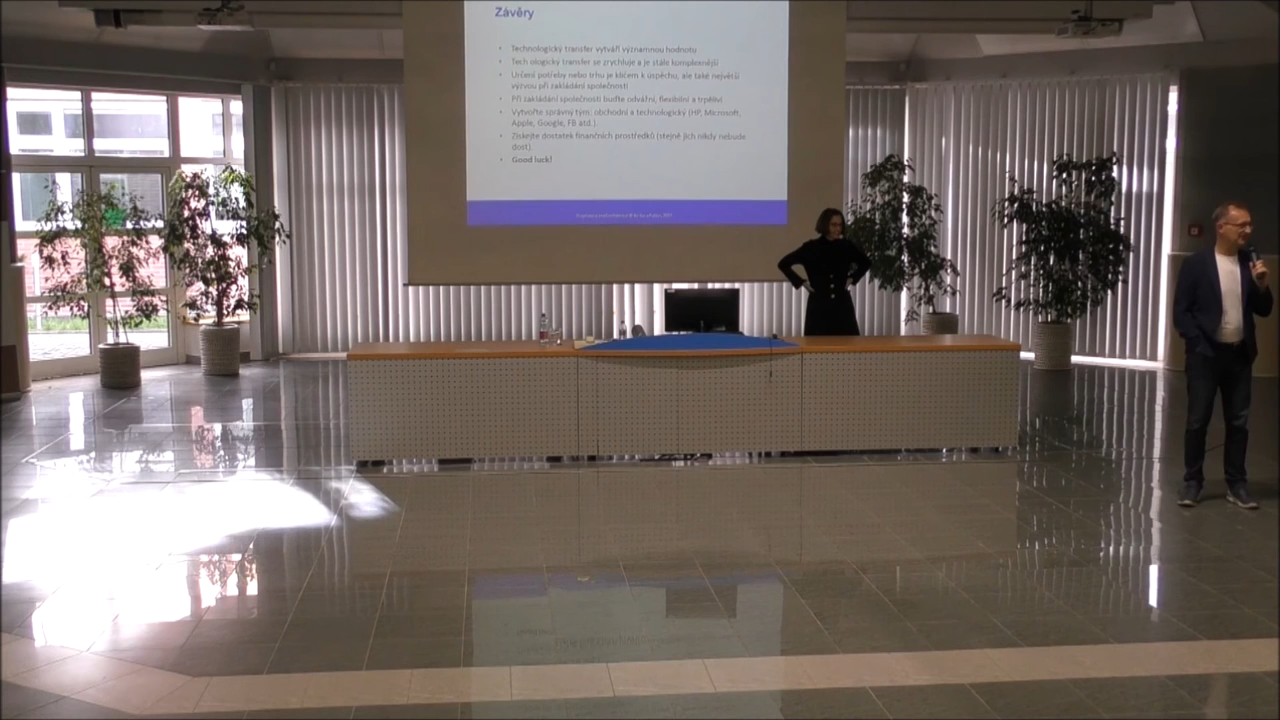 Závěry
• Technologický transfer vytváří významnou hodnotu
• Tech ologický transfer se zrychluje a je stále komplexnější
• Určení potřeby nebo trhu je klíčem k úspěchu, ale také největší
výzvou při zakládání společnosti
• Při zakládání společnosti buďte odvážní, flexibilní a trpěliví
• Vytvořte správný tým: obchodní a technologický (HP, Microsoft,
Apple, Google, FB atd.).
• Získejte dostatek finančních prostředků (stejně jich nikdy nebude
dost).
• Good luck!